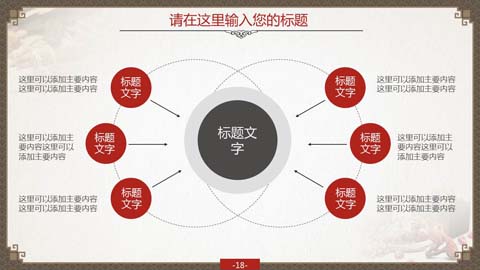 请在这里输入您的标题
这里可以添加主要内容
这里可以添加主要内容
标题
文字
标题
文字
这里可以添加主要内容
这里可以添加主要内容
这里可以添加主
要内容这里可以
添加主要内容
标题
文字
标题文
字
标题
文字
这里可以添加主
要内容这里可以
添加主要内容
这里可以添加主要内容
这里可以添加主要内容
标题
文字
标题
文字
这里可以添加主要内容
这里可以添加主要内容
-18-